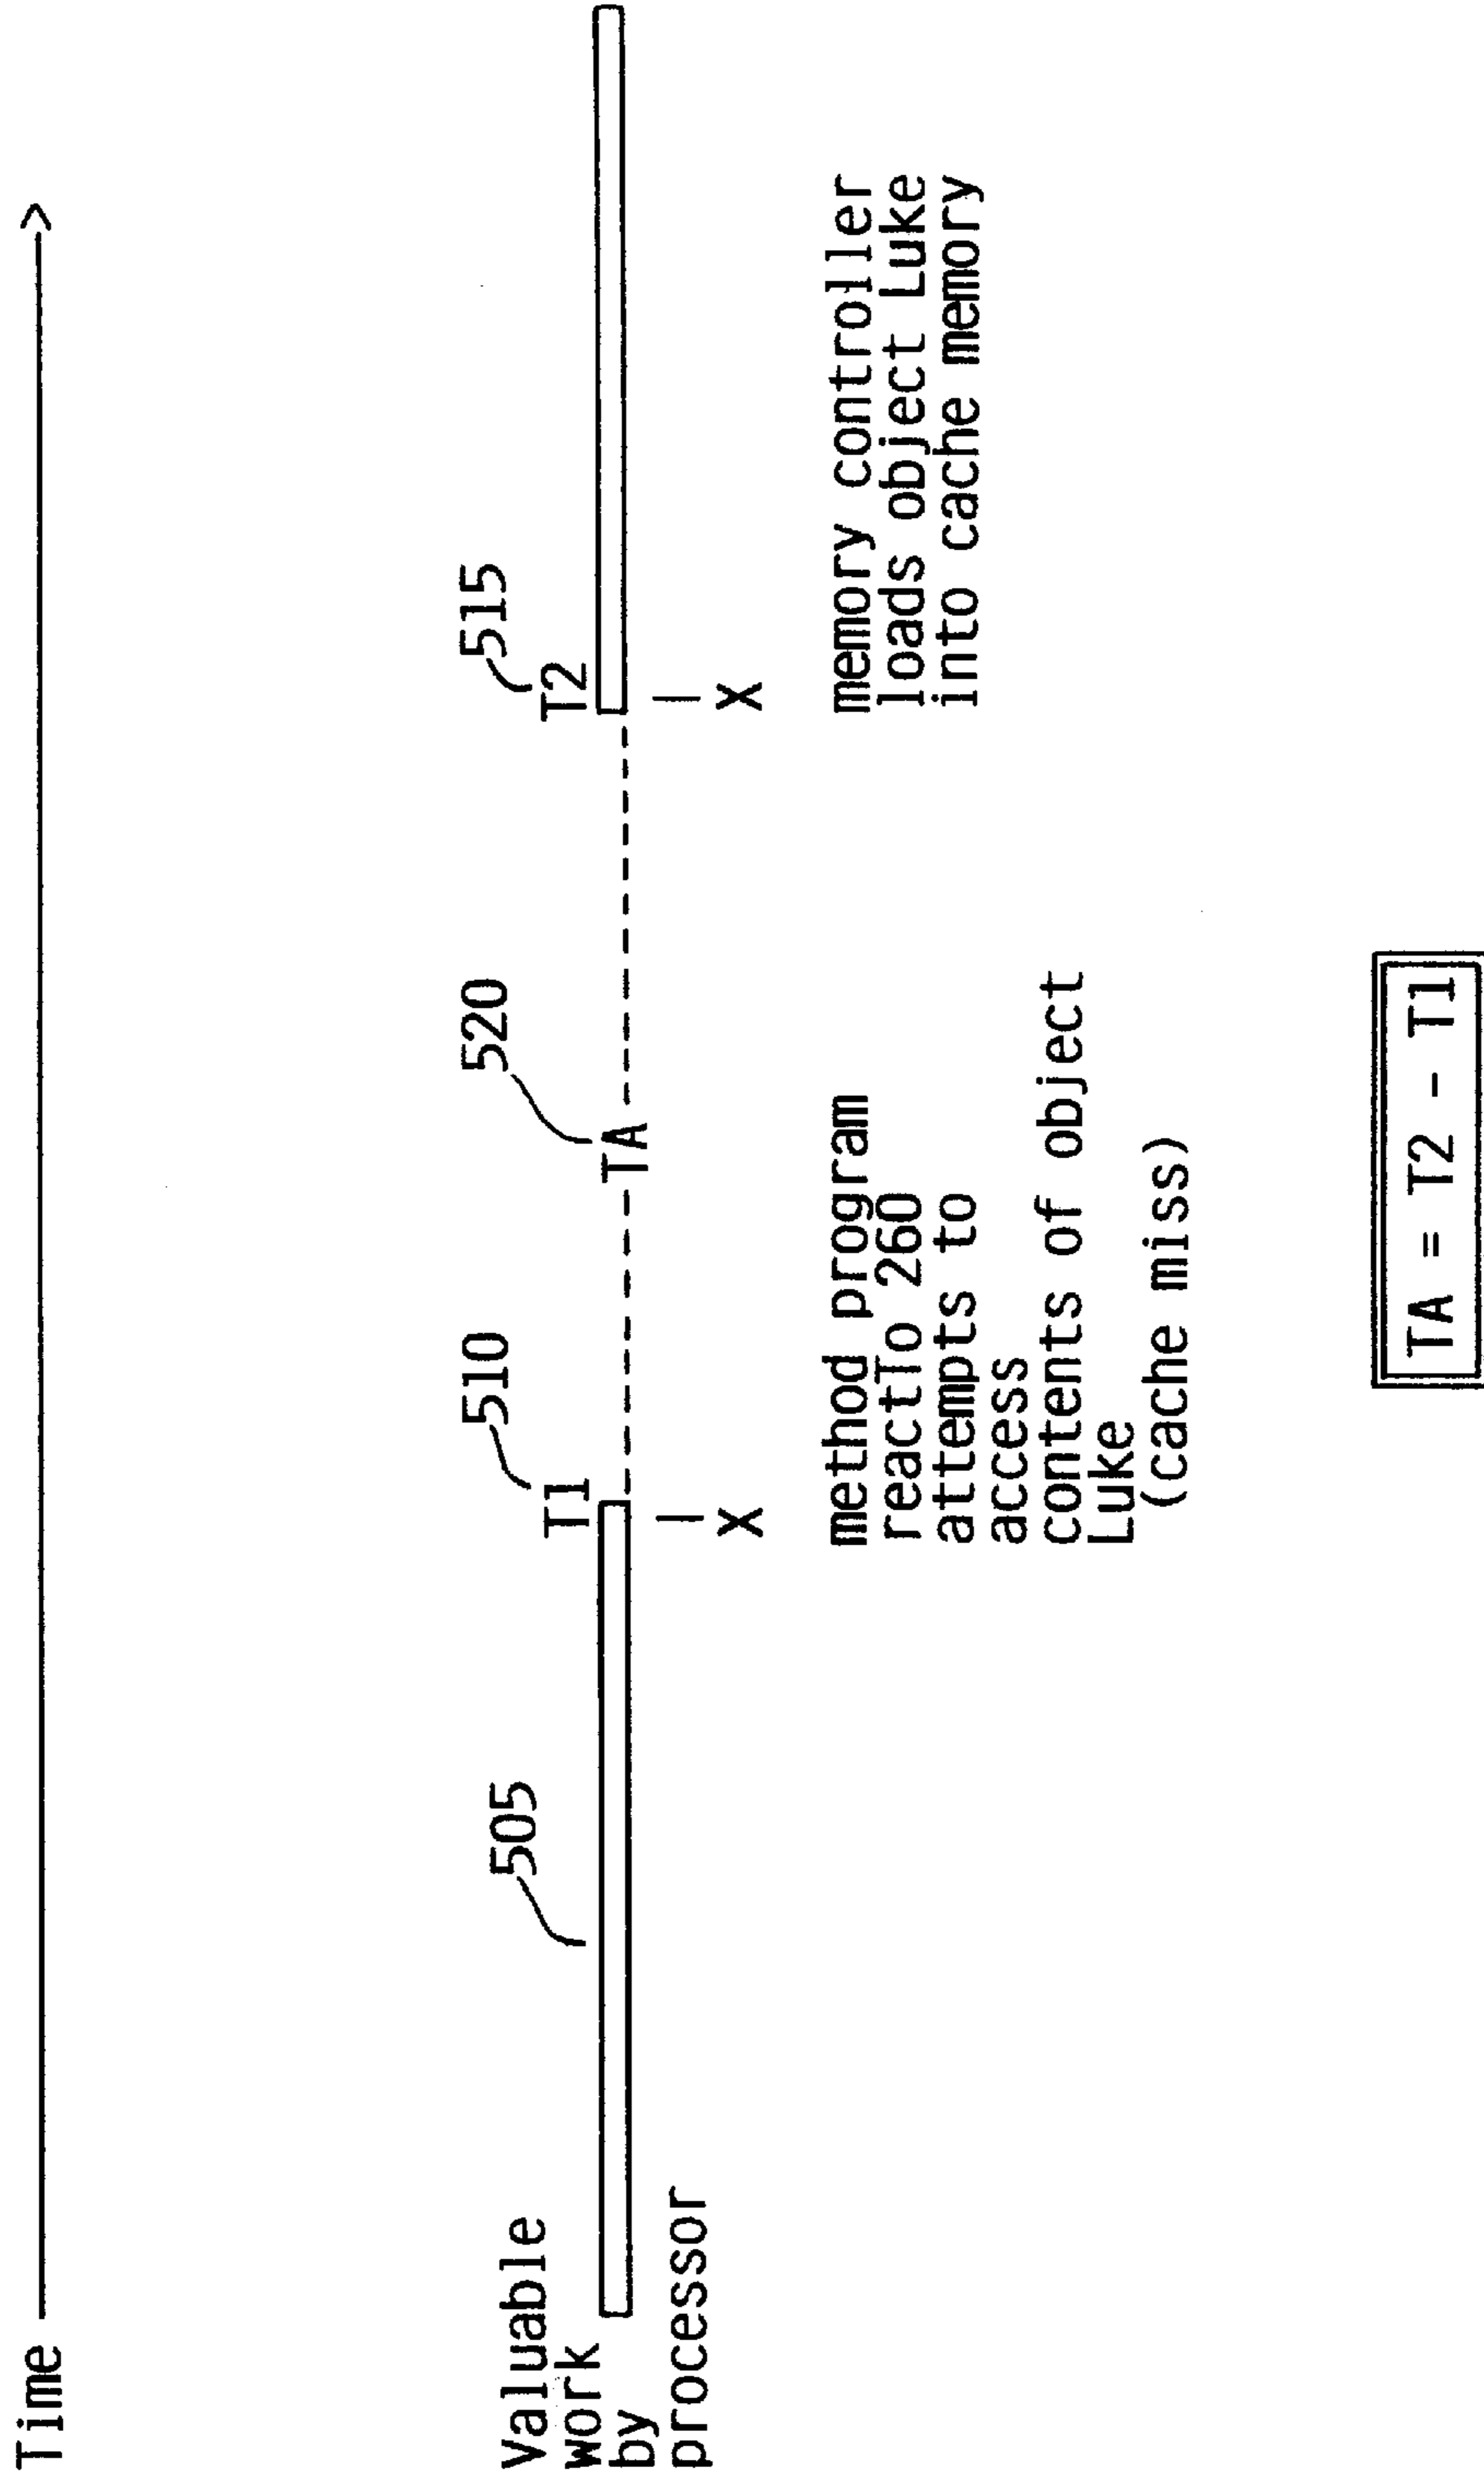 Time
Valuable
work
by
processor
505
510
T1
520
TA
515
T2
X
X
method program
reactTo 260
attempts to
access
contents of object
Luke
(cache miss)
memory controller
loads object Luke
into cache memory
TA = T2 - T1